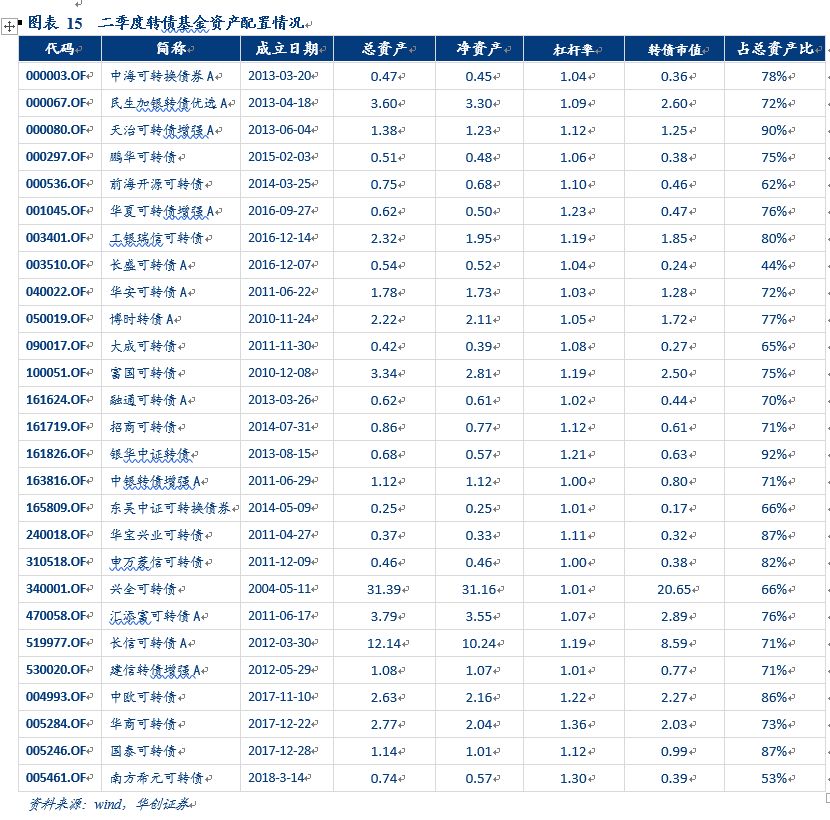 图表 15 二季度转债基金资产配置情况
代码 简称 成立日期 总资产 净资产 杠杆率 转债市值 占总资产比
000003.OF 中海可转换债券A 2013-03-20 0.47 0.45 1.04 0.36 78%
000067.OF 民生加银转债优选A 2013-04-18 3.60 3.30 1.09 2.60 72%
000080.OF 天治可转债增强A 2013-06-04 1.38 1.23 1.12 1.25 90%
000297.OF 鹏华可转债 2015-02-03 0.51 0.48 1.06 0.38 75%
000536.OF 前海开源可转债 2014-03-25 0.75 0.68 1.10 0.46 62%
001045.OF 华夏可转债增强A 2016-09-27 0.62 0.50 1.23 0.47 76%
003401.OF 工银瑞信可转债 2016-12-14 2.32 1.95 1.19 1.85 80%
003510.OF 长盛可转债A 2016-12-07 0.54 0.52 1.04 0.24 44%
040022.OF 华安可转债A 2011-06-22 1.78 1.73 1.03 1.28 72%
050019.OF 博时转债A 2010-11-24 2.22 2.11 1.05 1.72 77%
090017.OF 大成可转债 2011-11-30 0.42 0.39 1.08 0.27 65%
100051.OF 富国可转债 2010-12-08 3.34 2.81 1.19 2.50 75%
161624.OF 融通可转债A 2013-03-26 0.62 0.61 1.02 0.44 70%
161719.OF 招商可转债 2014-07-31 0.86 0.77 1.12 0.61 71%
161826.OF 银华中证转债 2013-08-15 0.68 0.57 1.21 0.63 92%
163816.OF 中银转债增强A 2011-06-29 1.12 1.12 1.00 0.80 71%
165809.OF 东吴中证可转换债券 2014-05-09 0.25 0.25 1.01 0.17 66%
240018.OF 华宝兴业可转债 2011-04-27 0.37 0.33 1.11 0.32 87%
310518.OF 申万菱信可转债 2011-12-09 0.46 0.46 1.00 0.38 82%
340001.OF 兴全可转债 2004-05-11 31.39 31.16 1.01 20.65 66%
470058.OF 汇添富可转债A 2011-06-17 3.79 3.55 1.07 2.89 76%
519977.OF 长信可转债A 2012-03-30 12.14 10.24 1.19 8.59 71%
530020.OF 建信转债增强A 2012-05-29 1.08 1.07 1.01 0.77 71%
004993.OF 中欧可转债 2017-11-10 2.63 2.16 1.22 2.27 86%
005284.OF 华商可转债 2017-12-22 2.77 2.04 1.36 2.03 73%
005246.OF 国泰可转债 2017-12-28 1.14 1.01 1.12 0.99 87%
005461.OF 南方希元可转债 2018-3-14 0.74 0.57 1.30 0.39 53%
资料来源：wind，华创证券